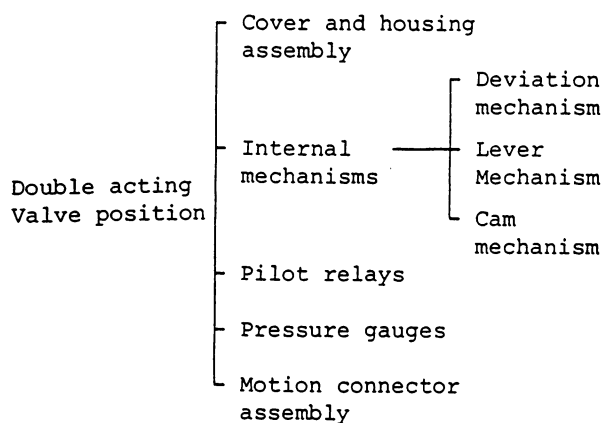 Cover and housing
assembly
Deviation
mechanism
Internal
mechanisms
Lever
Mechanism
Double acting
Valve position
Cam
mechanism
Pilot relays
Pressure gauges
Motion connector
assembly